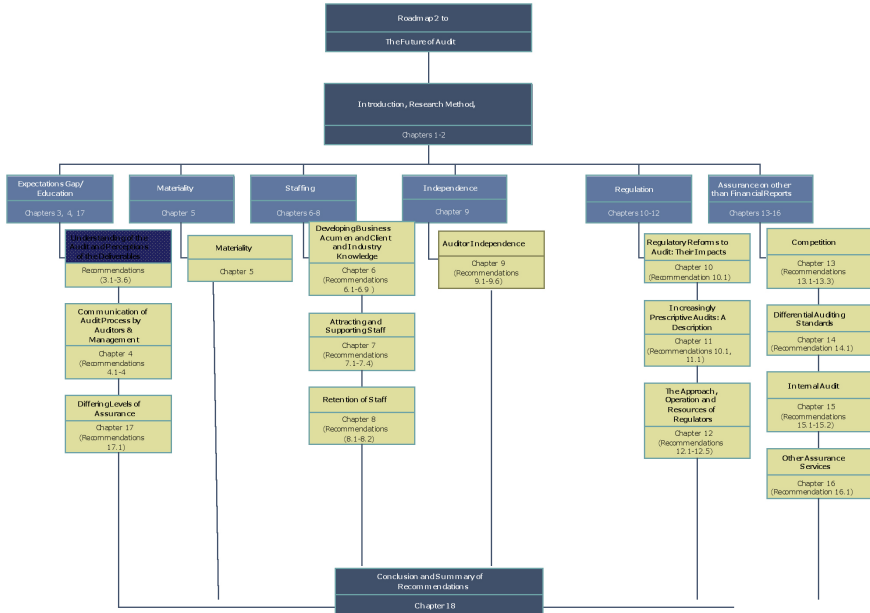 Roadmap 2 to
The Future of Audit
Introduction, Research Method,
Chapters 1-2
Expectations Gap/
Education
Chapters 3, 4, 17
Materiality
Chapter 5
Staffing
Chapters 6-8
Independence
Chapter 9
Regulation
Chapters 10-12
Assurance on other
than Financial Reports
Chapters 13-16
Understanding of the
Audit and Perceptions
of the Deliverables
Recommendations
(3.1-3.6)
Communication of
Audit Process by
Auditors &
Management
Chapter 4
(Recommendations
4.1-4
Differing Levels of
Assurance
Chapter 17
(Recommendations
17.1)
Materiality
Chapter 5
Developing Business
Acumen and Client
and Industry
Knowledge
Chapter 6
(Recommendations
6.1-6.9 )
Attracting and
Supporting Staff
Chapter 7
(Recommendations
7.1-7.4)
Retention of Staff
Chapter 8
(Recommendations
(8.1-8.2)
Auditor Independence
Chapter 9
(Recommendations
9.1-9.6)
Regulatory Reforms to
Audit: Their Impacts
Chapter 10
(Recommendation 10.1)
Increasingly
Prescriptive Audits: A
Description
Chapter 11
(Recommendations 10.1,
11.1)
The Approach,
Operation and
Resources of
Regulators
Chapter 12
(Recommendations
12.1-12.5)
Competition
Chapter 13
(Recommendations
13.1-13.3)
Differential Auditing
Standards
Chapter 14
(Recommendation 14.1)
Internal Audit
Chapter 15
(Recommendations
15.1-15.2)
Other Assurance
Services
Chapter 16
(Recommendation 16.1)
Conclusion and Summary of
Recommendations
Chapter 18